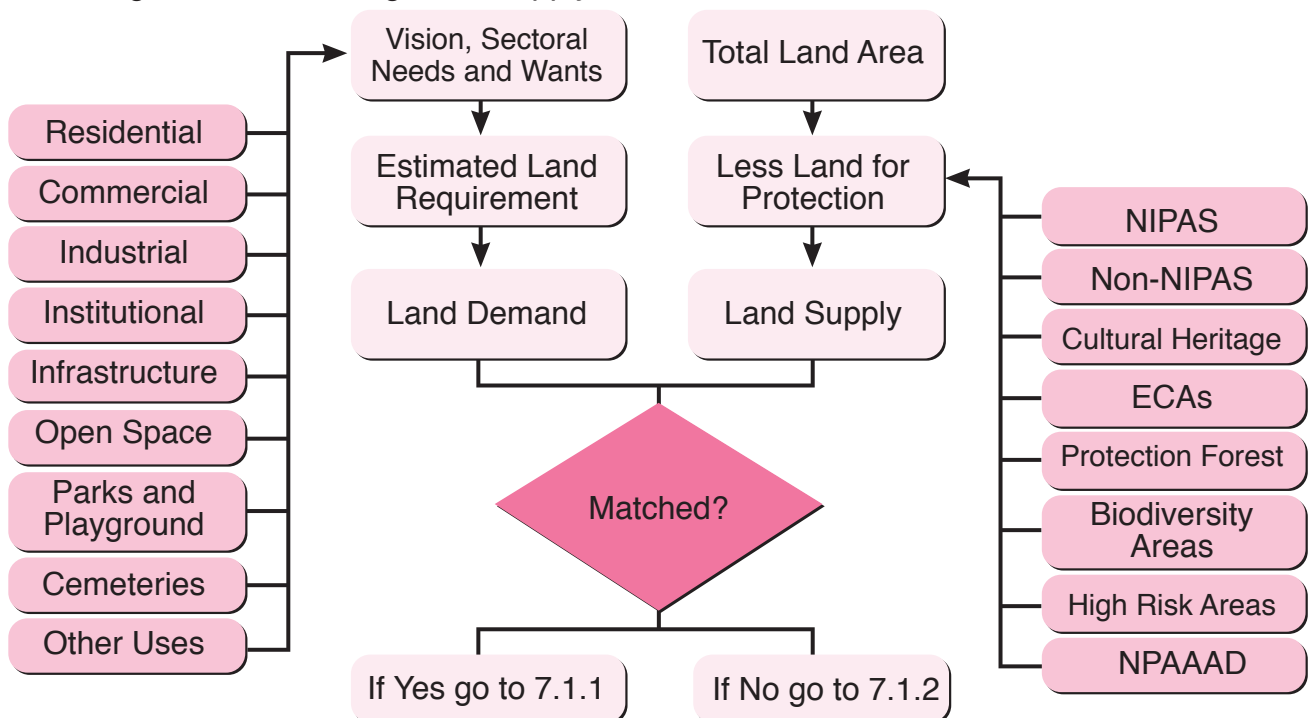 Vision, Sectoral
Needs and Wants
Total Land Area
Residential
Commercial
Industrial
Institutional
Infrastructure
Open Space
Parks and
Playground
Cemeteries
Other Uses
Estimated Land
Requirement
Less Land for
Protection
Land Demand
Land Supply
NIPAS
Non-NIPAS
Cultural Heritage
ECAs
Protection Forest
Biodiversity
Areas
High Risk Areas
NPAAAD
Matched?
If Yes go to 7.1.1
If No go to 7.1.2